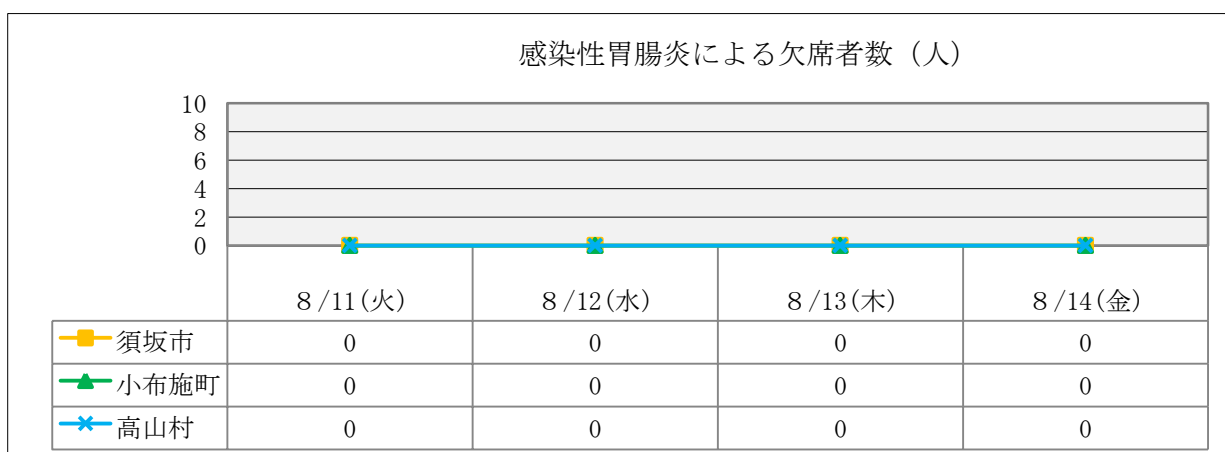 感染性胃腸炎による欠席者数（人）
10
8
6
4
2
0
８/11(火) ８/12(水) ８/13(木) ８/14(金)
須坂市 0 0 0 0
小布施町 0 0 0 0
高山村 0 0 0 0